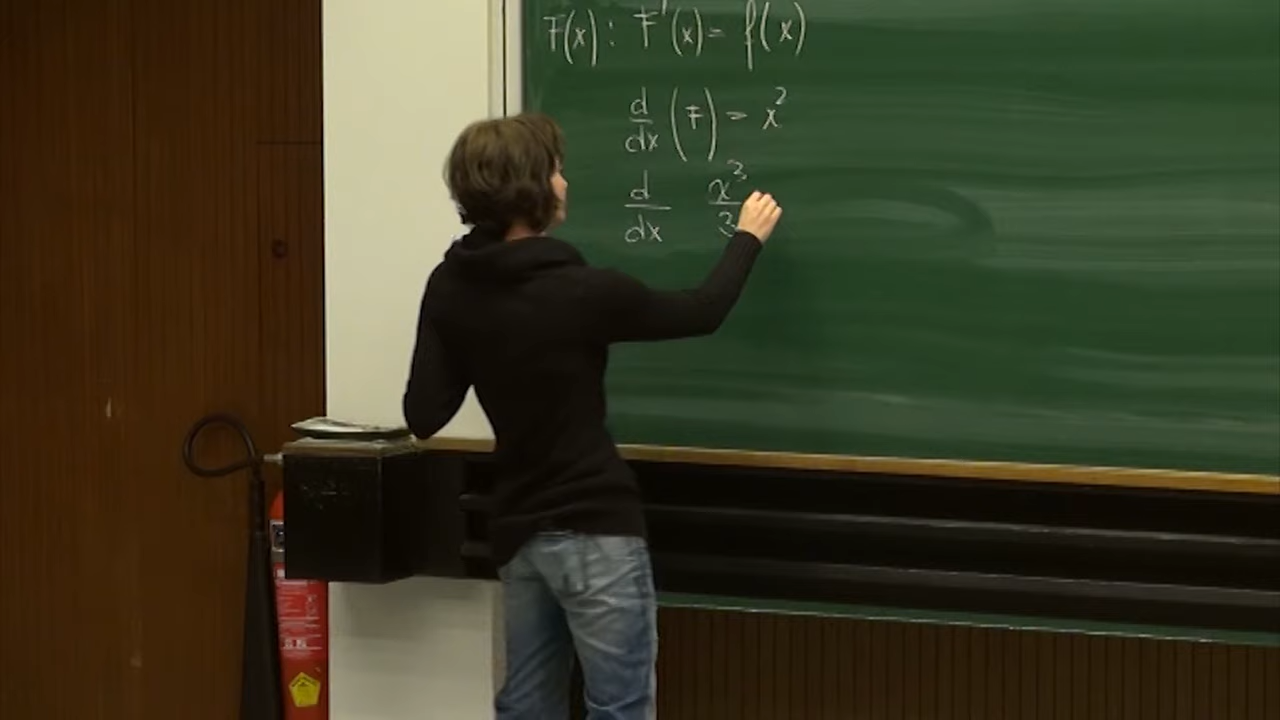 F(x): F'(x) = f(x)
d/dx (F) = x²
d/dx x³/3